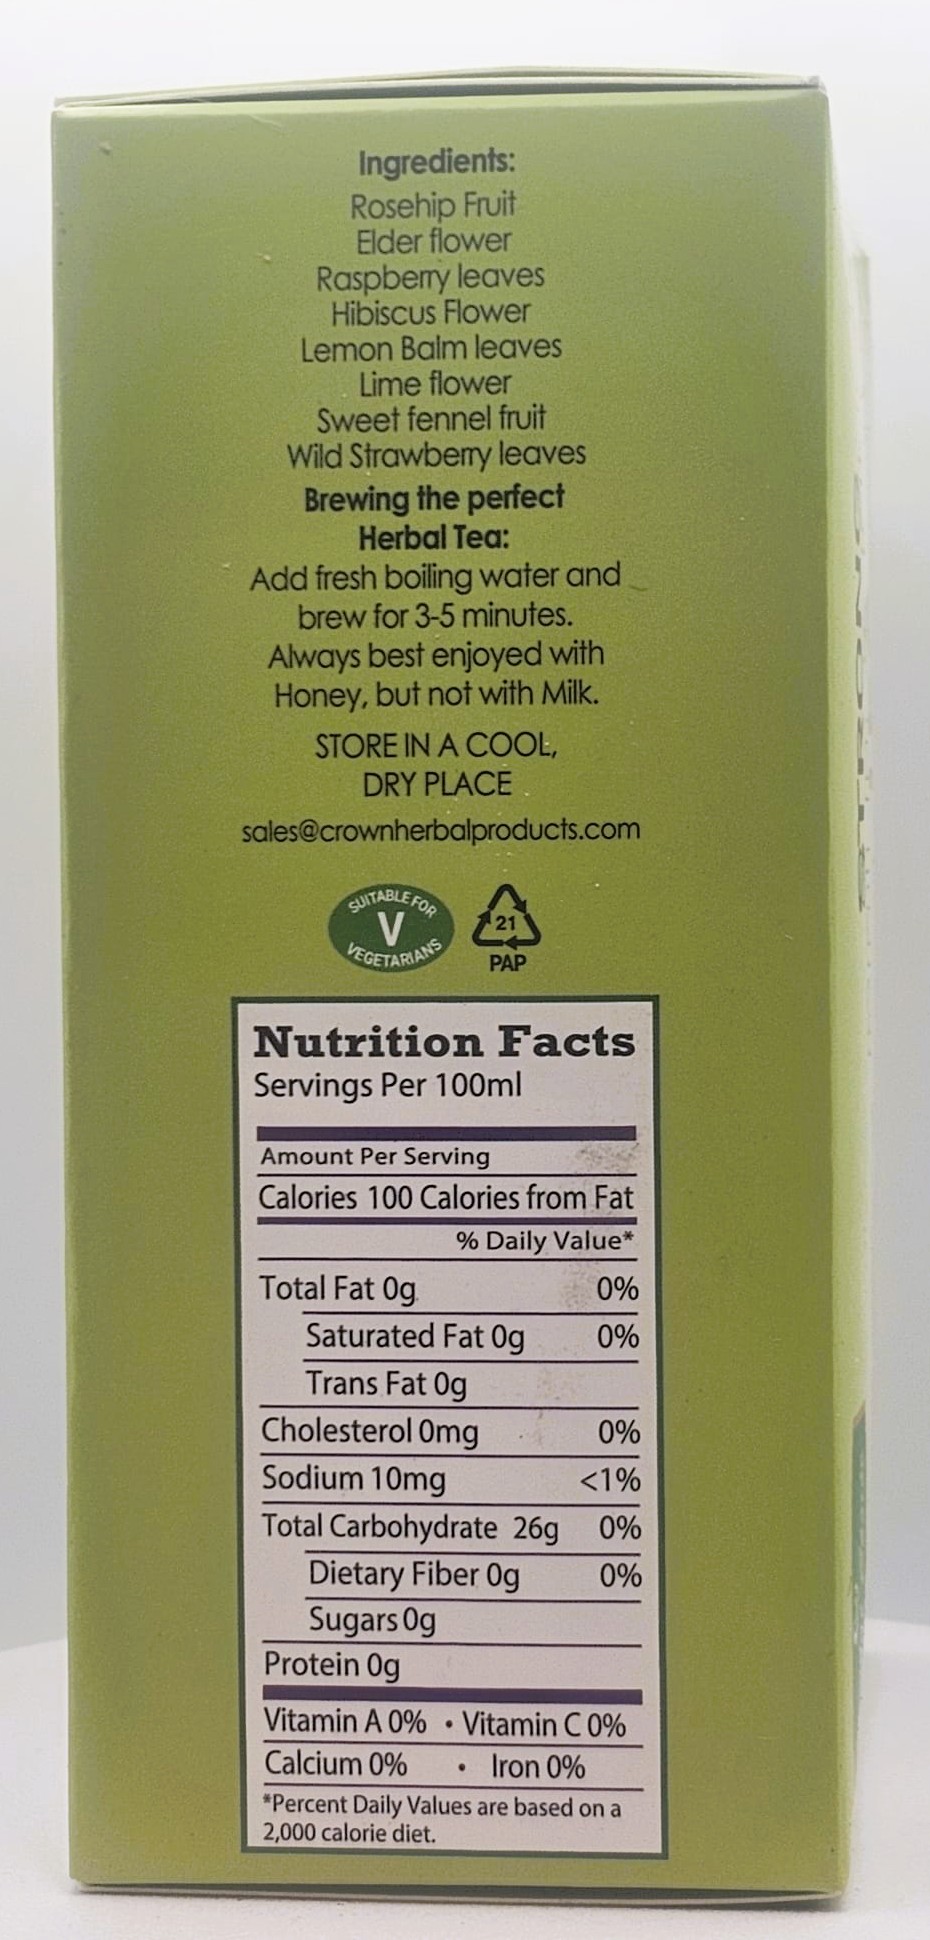 Ingredients:
Rosehip Fruit
Elder flower
Raspberry leaves
Hibiscus Flower
Lemon Balm leaves
Lime flower
Sweet fennel fruit
Wild Strawberry leaves
Brewing the perfect
Herbal Tea:
Add fresh boiling water and
brew for 3-5 minutes.
Always best enjoyed with
Honey, but not with Milk.
STORE IN A COOL,
DRY PLACE
sales@crownherbalproducts.com
SUITABLE FOR
V
VEGETARIANS
21
PAP
Nutrition Facts
Servings Per 100ml
Amount Per Serving
Calories 100 Calories from Fat
% Daily Value*
Total Fat 0g 0%
Saturated Fat 0g 0%
Trans Fat 0g
Cholesterol 0mg 0%
Sodium 10mg <1%
Total Carbohydrate 26g 0%
Dietary Fiber 0g 0%
Sugars 0g
Protein 0g
Vitamin A 0% • Vitamin C 0%
Calcium 0% • Iron 0%
*Percent Daily Values are based on a
2,000 calorie diet.